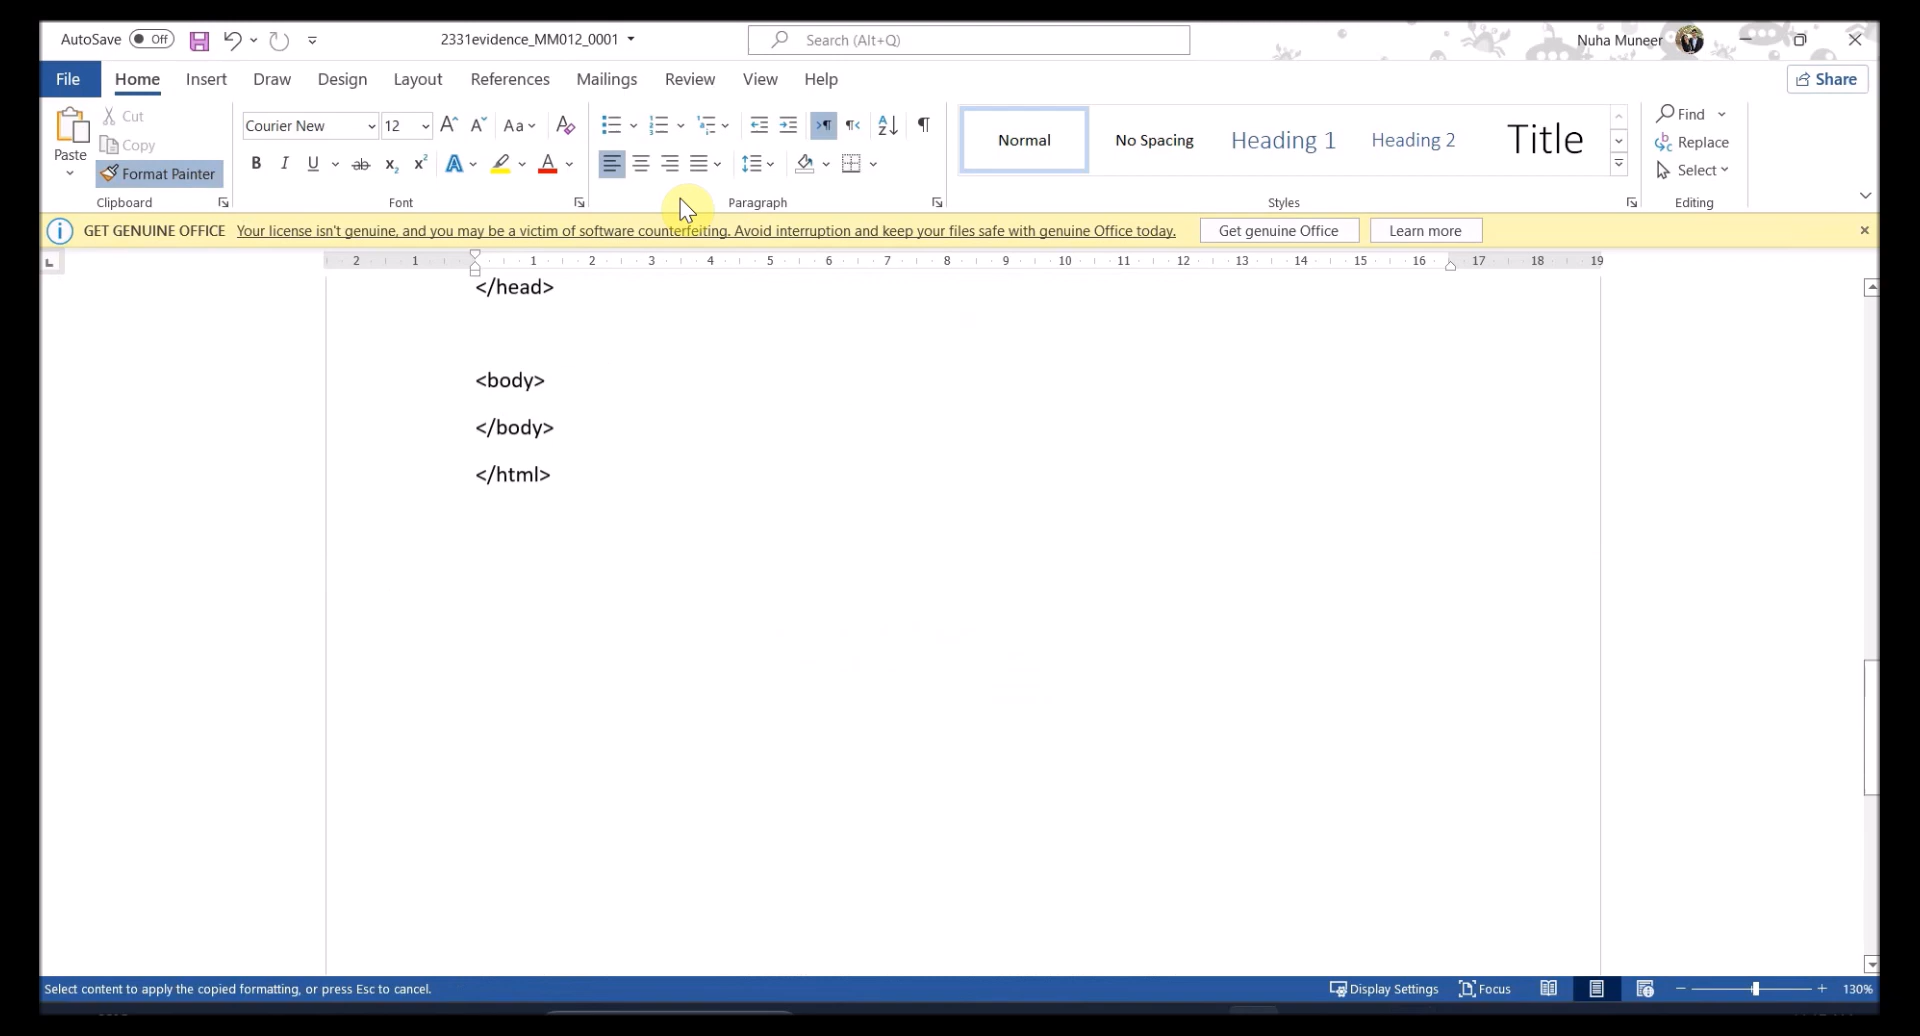 AutoSave Off 2331evidence_MM012_0001 Search (Alt+Q) Nuha Muneer
File Home Insert Draw Design Layout References Mailings Review View Help Share
Paste
Cut
Copy
Format Painter
Clipboard
Courier New 12 Aa
B I U ab x2 x2 A A
Font
Paragraph
Normal No Spacing Heading 1 Heading 2 Title
Styles
Find
Replace
Select
Editing
GET GENUINE OFFICE Your license isn't genuine, and you may be a victim of software counterfeiting. Avoid interruption and keep your files safe with genuine Office today. Get genuine Office Learn more
2 1 1 2 3 4 5 6 7 8 9 10 11 12 13 14 15 16 17 18 19
</head>
<body>
</body>
</html>
Select content to apply the copied formatting, or press Esc to cancel. Display Settings Focus 130%